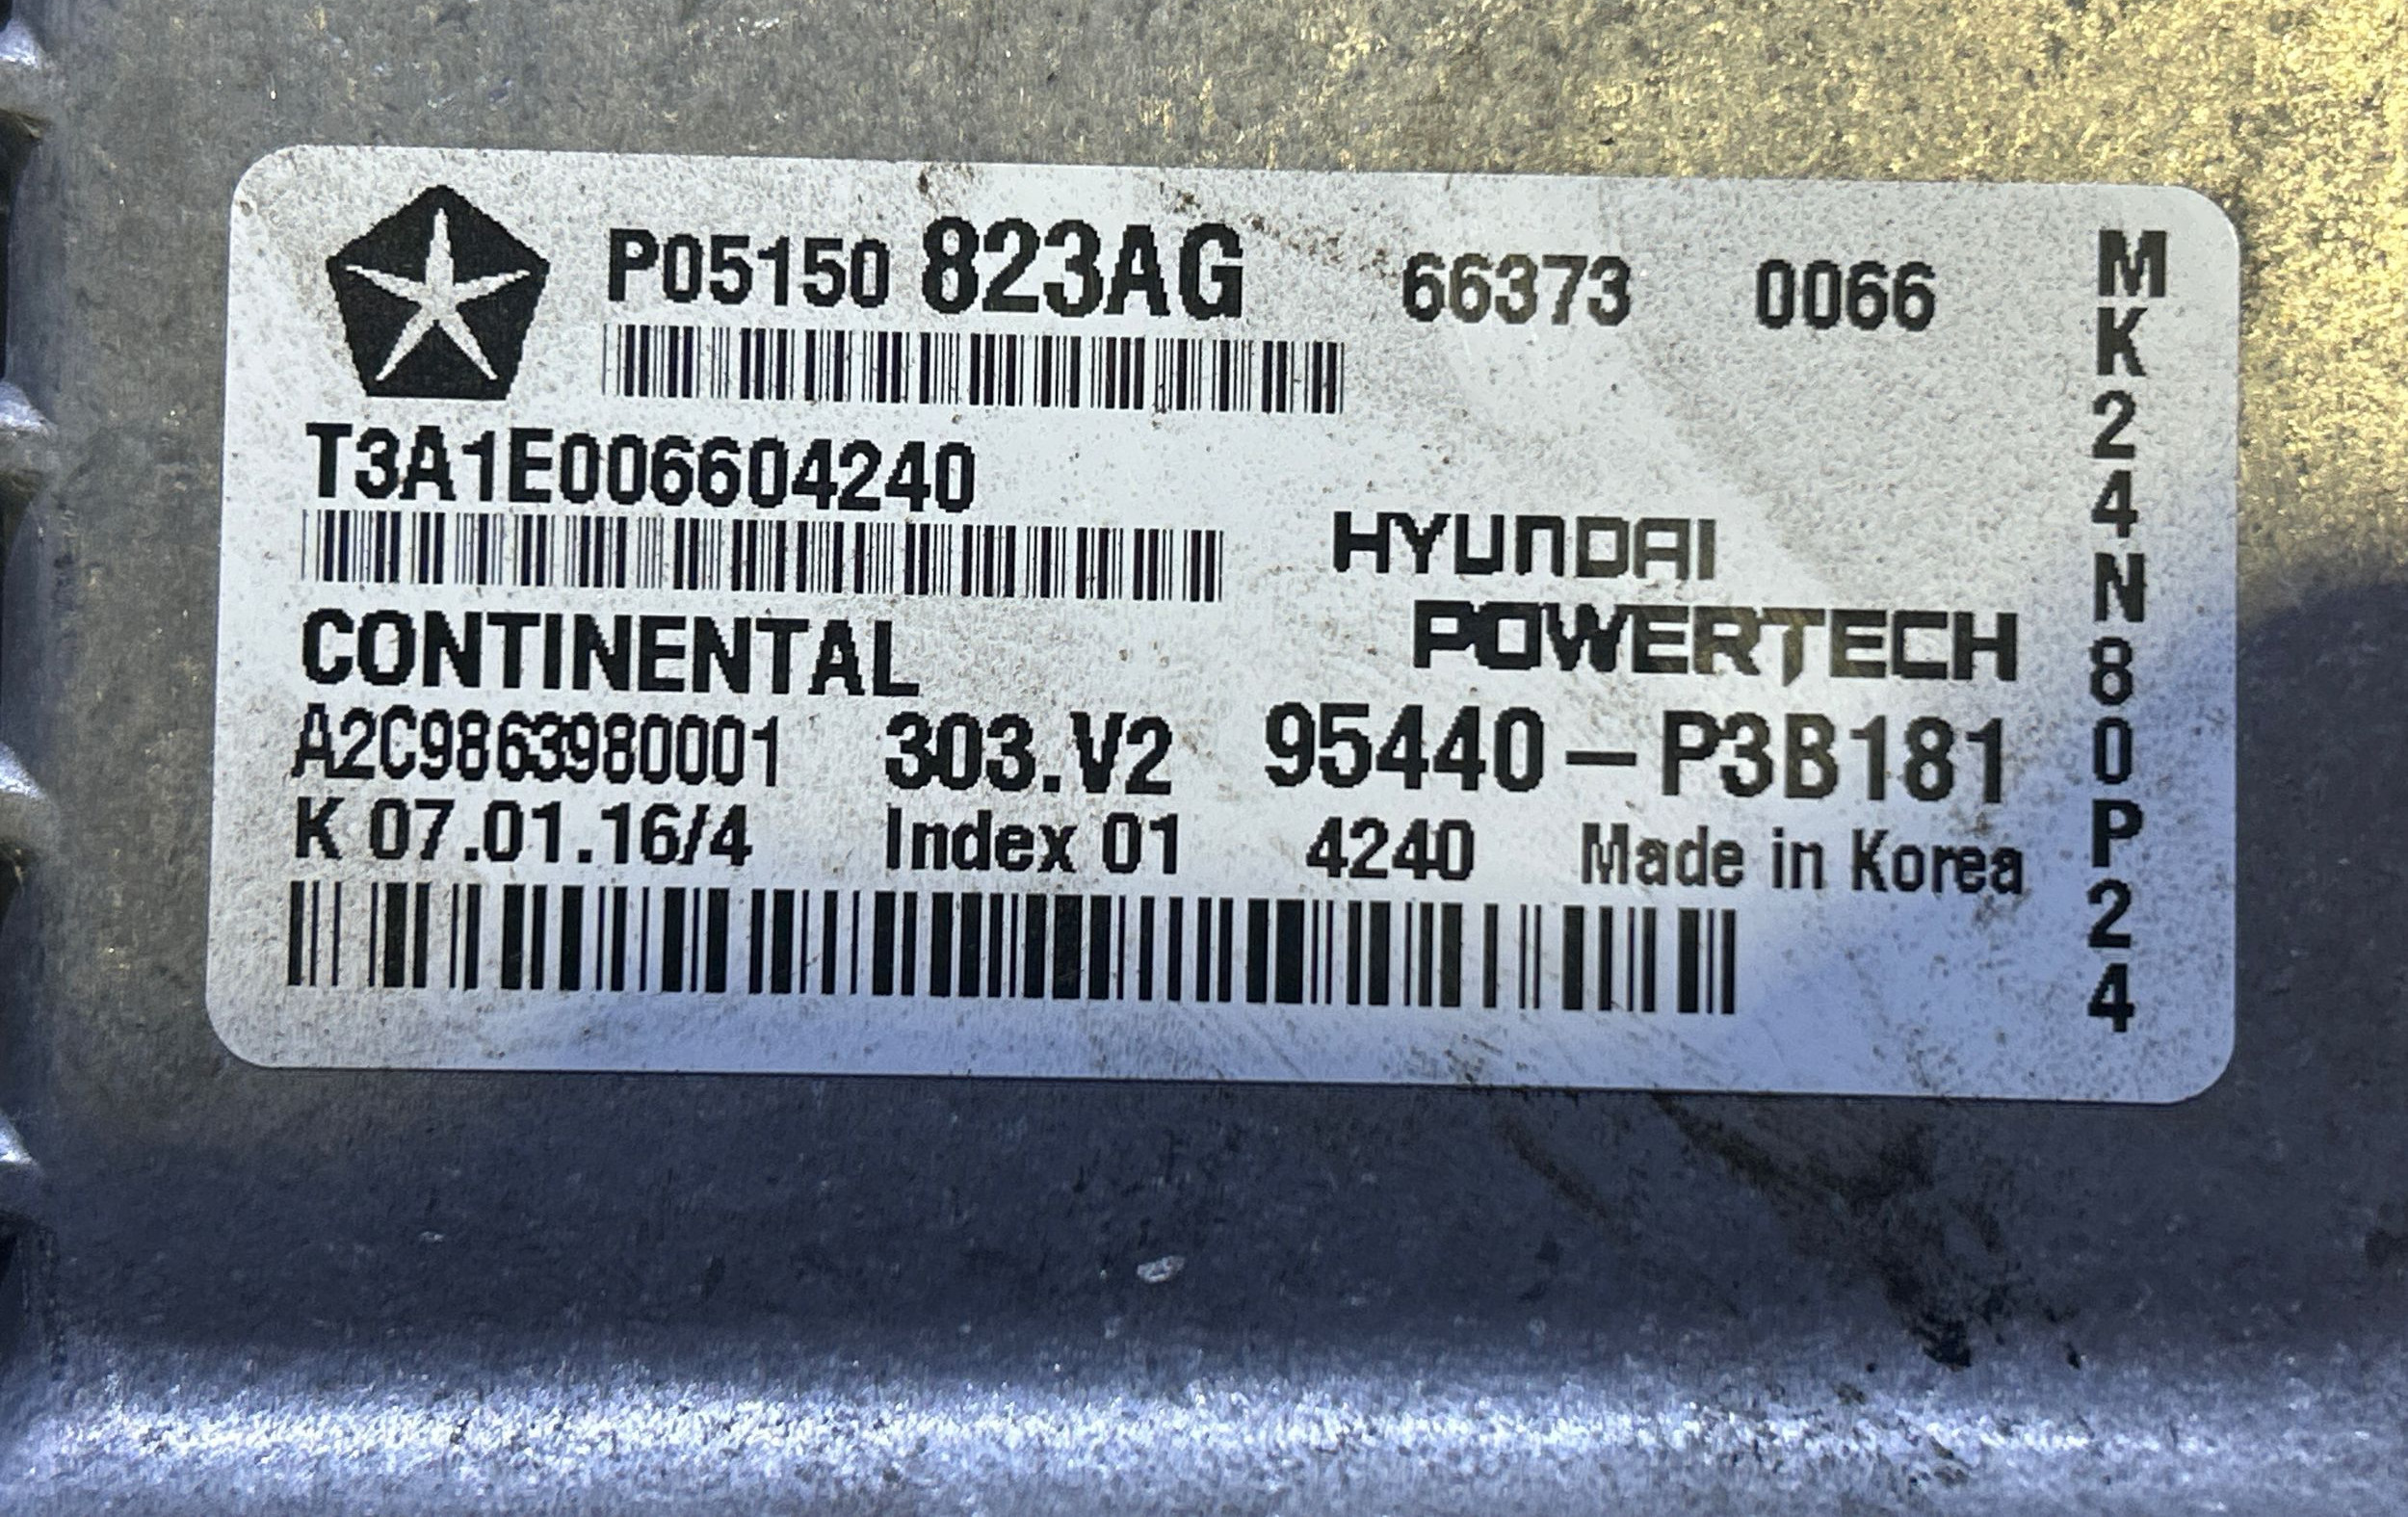 P05150 823AG 66373 0066
T3A1E006604240
HYUNDAI
POWERTECH
CONTINENTAL
A2C9863980001 303.V2 95440-P3B181
K 07.01.16/4 Index 01 4240 Made in Korea
MK24N80P24